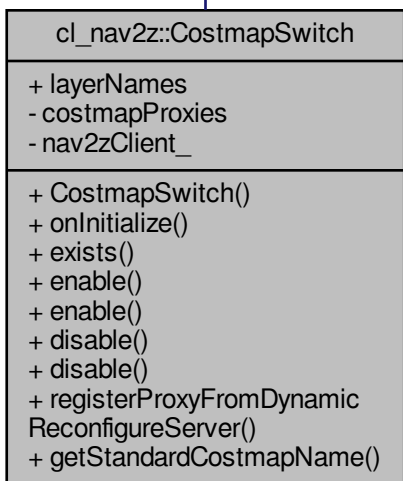 cl_nav2z::CostmapSwitch
+ layerNames
- costmapProxies
- nav2zClient_
+ CostmapSwitch()
+ onInitialize()
+ exists()
+ enable()
+ enable()
+ disable()
+ disable()
+ registerProxyFromDynamic
ReconfigureServer()
+ getStandardCostmapName()